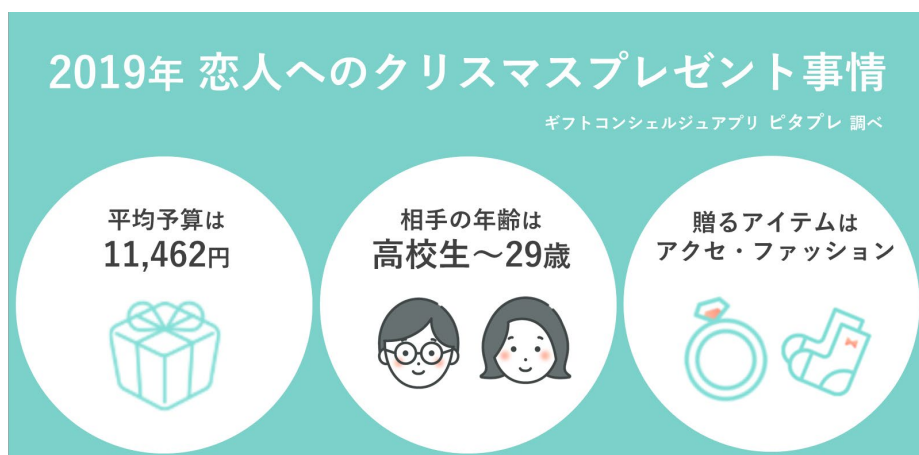 2019年 恋人へのクリスマスプレゼント事情
ギフトコンシェルジュアプリ ピタプレ 調べ
平均予算は
11,462円
相手の年齢は
高校生〜29歳
贈るアイテムは
アクセ・ファッション